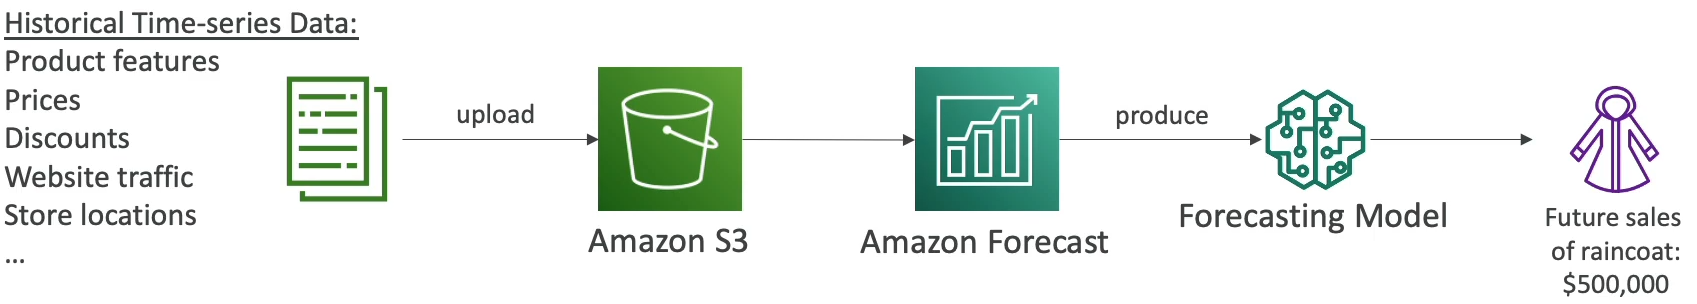 Historical Time-series Data:
Product features
Prices
Discounts
Website traffic
Store locations
...
upload
Amazon S3
Amazon Forecast
produce
Forecasting Model
Future sales
of raincoat:
$500,000